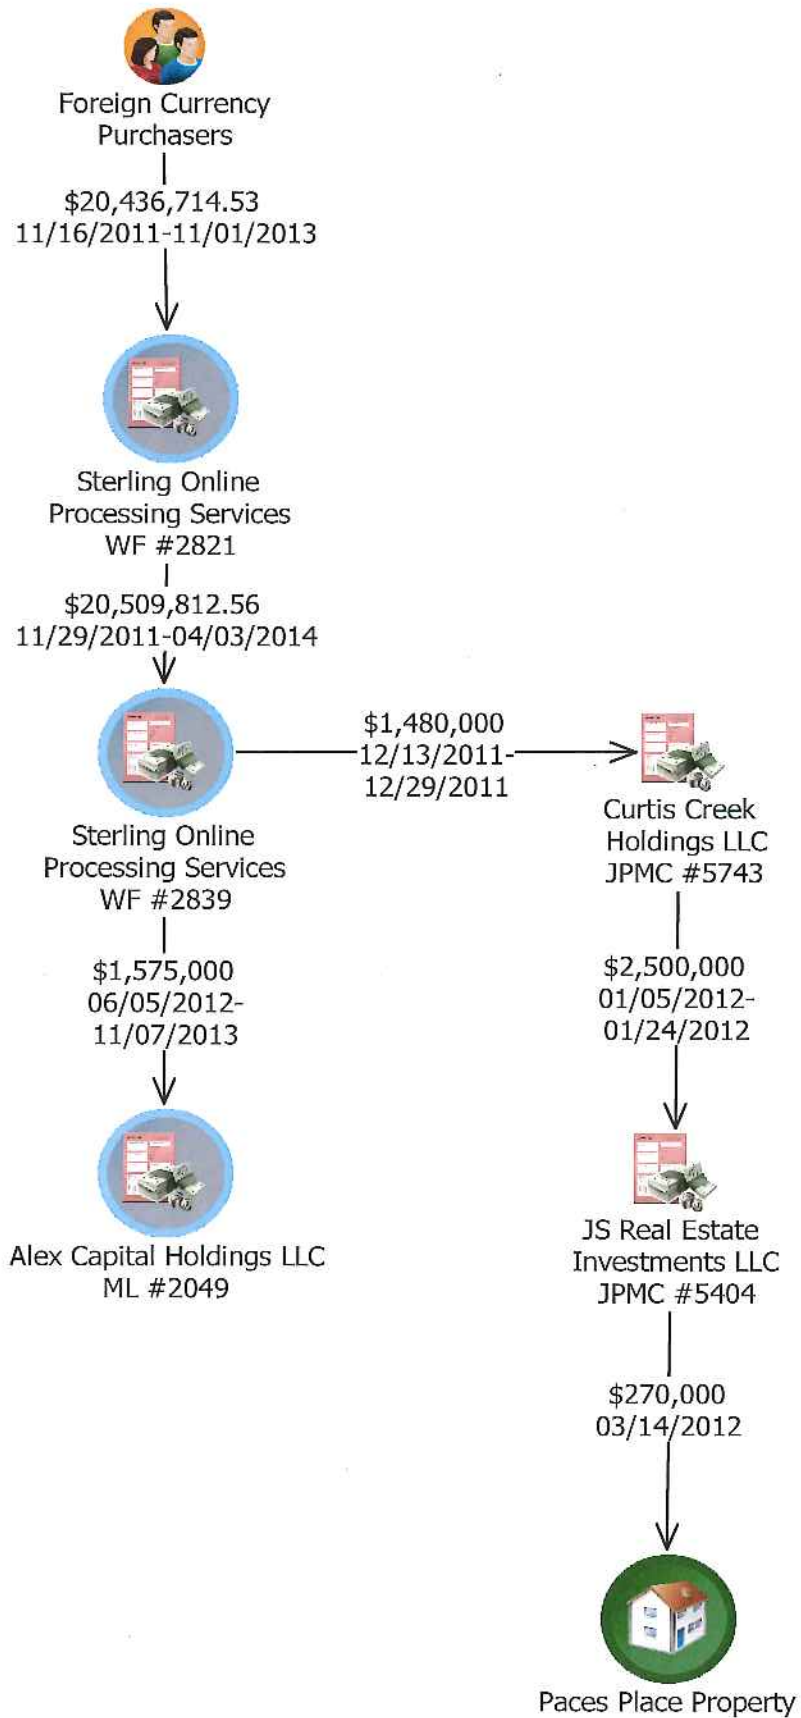 Foreign Currency
Purchasers
$20,436,714.53
11/16/2011-11/01/2013
Sterling Online
Processing Services
WF #2821
$20,509,812.56
11/29/2011-04/03/2014
Sterling Online
Processing Services
WF #2839
$1,480,000
12/13/2011-
12/29/2011
Curtis Creek
Holdings LLC
JPMC #5743
$1,575,000
06/05/2012-
11/07/2013
$2,500,000
01/05/2012-
01/24/2012
Alex Capital Holdings LLC
ML #2049
JS Real Estate
Investments LLC
JPMC #5404
$270,000
03/14/2012
Paces Place Property